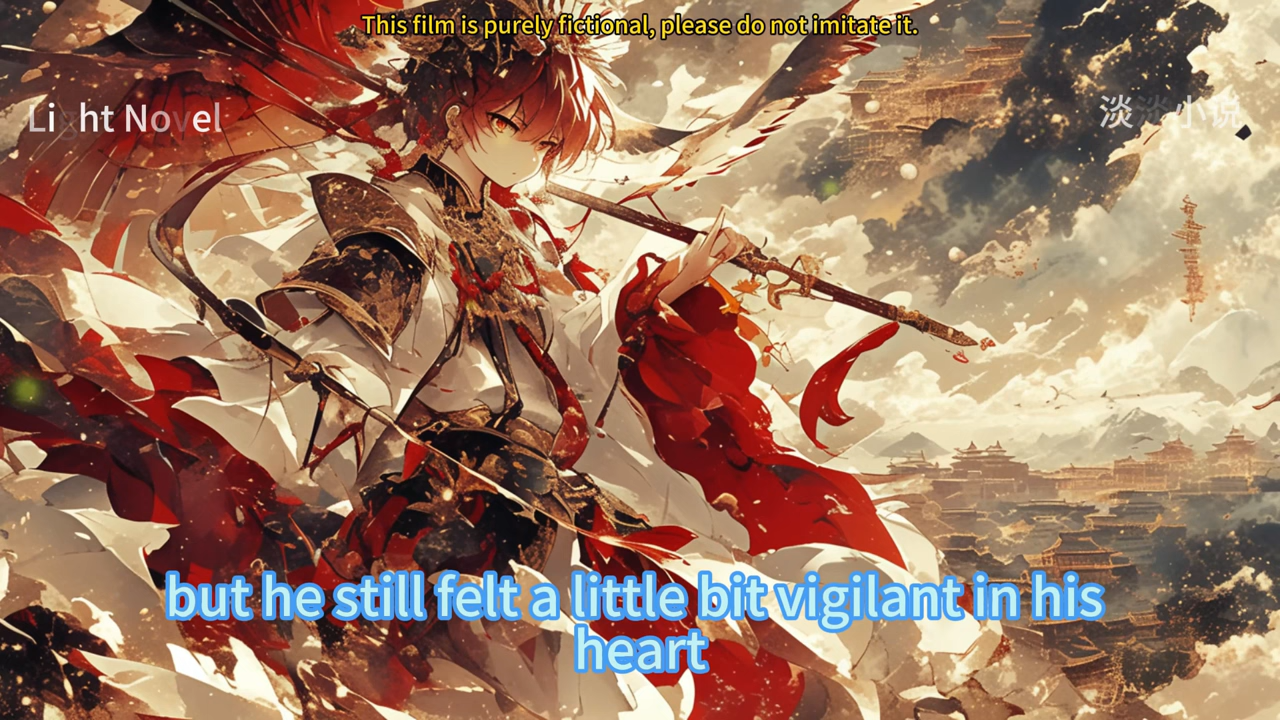 This film is purely fictional, please do not imitate it.
Li ht Novel
淡淡小说
but he still felt a little bit vigilant in his
heart